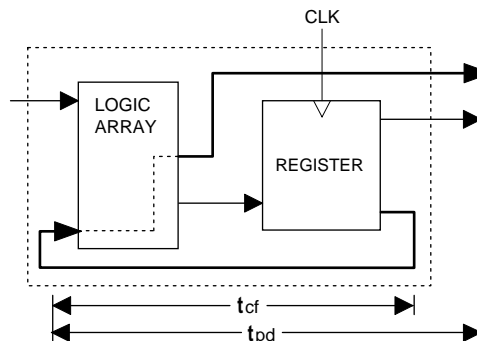 CLK
LOGIC
ARRAY
REGISTER
tcf
tpd